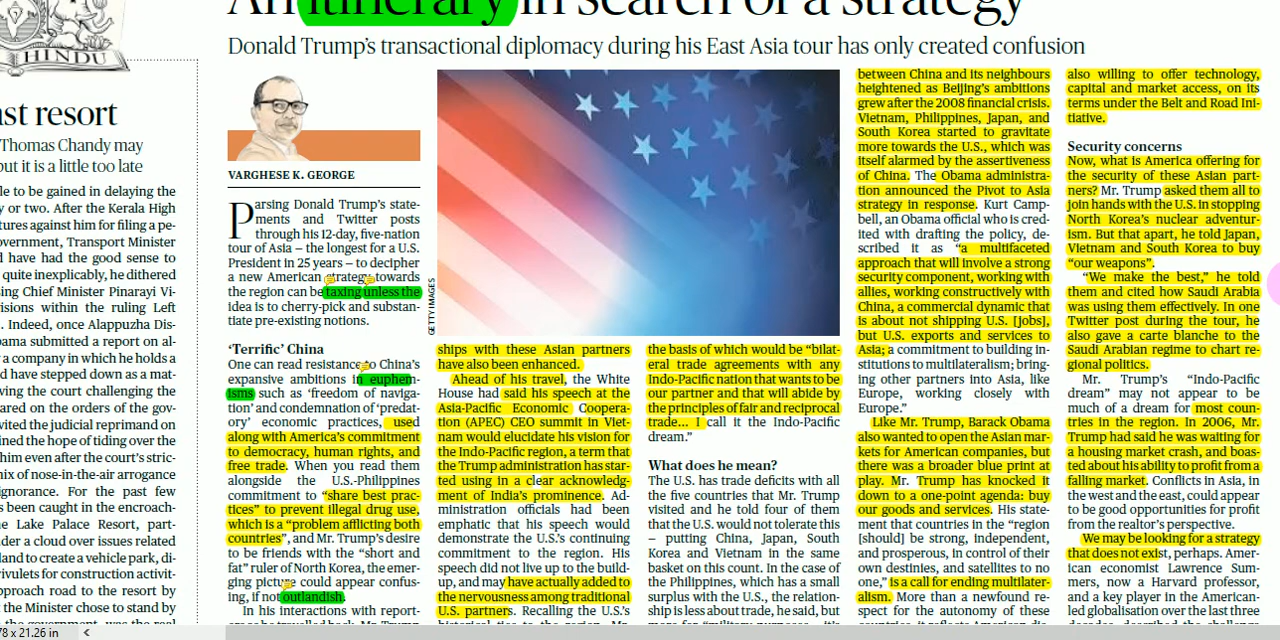 An itinerary in search of a strategy
Donald Trump's transactional diplomacy during his East Asia tour has only created confusion
HINDU
ast resort
Thomas Chandy may
but it is a little too late
le to be gained in delaying the
y or two. After the Kerala High
tures against him for filing a pe-
overnment, Transport Minister
d have had the good sense to
quite inexplicably, he dithered
sing Chief Minister Pinarayi Vi-
isions within the ruling Left
. Indeed, once Alappuzha Dis-
pama submitted a report on al-
a company in which he holds a
d have stepped down as a mat-
ving the court challenging the
ared on the orders of the gov-
vited the judicial reprimand on
ined the hope of tiding over the
him even after the court's stric-
nix of nose-in-the-air arrogance
ignorance. For the past few
s been caught in the encroach-
he Lake Palace Resort, part-
der a cloud over issues related
land to create a vehicle park, di-
rivulets for construction activit-
pproach road to the resort by
t the Minister chose to stand by
VARGHESE K. GEORGE
Parsing Donald Trump's state-
ments and Twitter posts
through his 12-day, five-nation
tour of Asia – the longest for a U.S.
President in 25 years – to decipher
a new American strategy towards
the region can be taxing unless the
idea is to cherry-pick and substan-
tiate pre-existing notions.
'Terrific' China
One can read resistance to China's
expansive ambitions in euphem-
isms such as 'freedom of naviga-
tion' and condemnation of 'predat-
ory' economic practices, used
along with America's commitment
to democracy, human rights, and
free trade. When you read them
alongside the U.S.-Philippines
commitment to "share best prac-
tices" to prevent illegal drug use,
which is a "problem afflicting both
countries", and Mr. Trump's desire
to be friends with the "short and
fat" ruler of North Korea, the emer-
ging picture could appear confus-
ing, if not outlandish.
In his interactions with report-
GETTY IMAGES
ships with these Asian partners
have also been enhanced.
Ahead of his travel, the White
House had said his speech at the
Asia-Pacific Economic Coopera-
tion (APEC) CEO summit in Viet-
nam would elucidate his vision for
the Indo-Pacific region, a term that
the Trump administration has star-
ted using in a clear acknowledg-
ment of India's prominence. Ad-
ministration officials had been
emphatic that his speech would
demonstrate the U.S.'s continuing
commitment to the region. His
speech did not live up to the build-
up, and may have actually added to
the nervousness among traditional
U.S. partners. Recalling the U.S.'s
the basis of which would be "bilat-
eral trade agreements with any
Indo-Pacific nation that wants to be
our partner and that will abide by
the principles of fair and reciprocal
trade... I call it the Indo-Pacific
dream."
What does he mean?
The U.S. has trade deficits with all
the five countries that Mr. Trump
visited and he told four of them
that the U.S. would not tolerate this
– putting China, Japan, South
Korea and Vietnam in the same
basket on this count. In the case of
the Philippines, which has a small
surplus with the U.S., the relation-
ship is less about trade, he said, but
between China and its neighbours
heightened as Beijing's ambitions
grew after the 2008 financial crisis.
Vietnam, Philippines, Japan, and
South Korea started to gravitate
more towards the U.S., which was
itself alarmed by the assertiveness
of China. The Obama administra-
tion announced the Pivot to Asia
strategy in response. Kurt Camp-
bell, an Obama official who is cred-
ited with drafting the policy, de-
scribed it as "a multifaceted
approach that will involve a strong
security component, working with
allies, working constructively with
China, a commercial dynamic that
is about not shipping U.S. [jobs],
but U.S. exports and services to
Asia; a commitment to building in-
stitutions to multilateralism; bring-
ing other partners into Asia, like
Europe, working closely with
Europe."
Like Mr. Trump, Barack Obama
also wanted to open the Asian mar-
kets for American companies, but
there was a broader blue print at
play. Mr. Trump has knocked it
down to a one-point agenda: buy
our goods and services. His state-
ment that countries in the "region
[should] be strong, independent,
and prosperous, in control of their
own destinies, and satellites to no
one," is a call for ending multilater-
alism. More than a newfound re-
spect for the autonomy of these
also willing to offer technology,
capital and market access, on its
terms under the Belt and Road Ini-
tiative.
Security concerns
Now, what is America offering for
the security of these Asian part-
ners? Mr. Trump asked them all to
join hands with the U.S. in stopping
North Korea's nuclear adventur-
ism. But that apart, he told Japan,
Vietnam and South Korea to buy
"our weapons".
"We make the best," he told
them and cited how Saudi Arabia
was using them effectively. In one
Twitter post during the tour, he
also gave a carte blanche to the
Saudi Arabian regime to chart re-
gional politics.
Mr. Trump's "Indo-Pacific
dream" may not appear to be
much of a dream for most coun-
tries in the region. In 2006, Mr.
Trump had said he was waiting for
a housing market crash, and boas-
ted about his ability to profit from a
falling market. Conflicts in Asia, in
the west and the east, could appear
to be good opportunities for profit
from the realtor's perspective.
We may be looking for a strategy
that does not exist, perhaps. Amer-
ican economist Lawrence Sum-
mers, now a Harvard professor,
and a key player in the American-
led globalisation over the last three
78 x 21.26 in